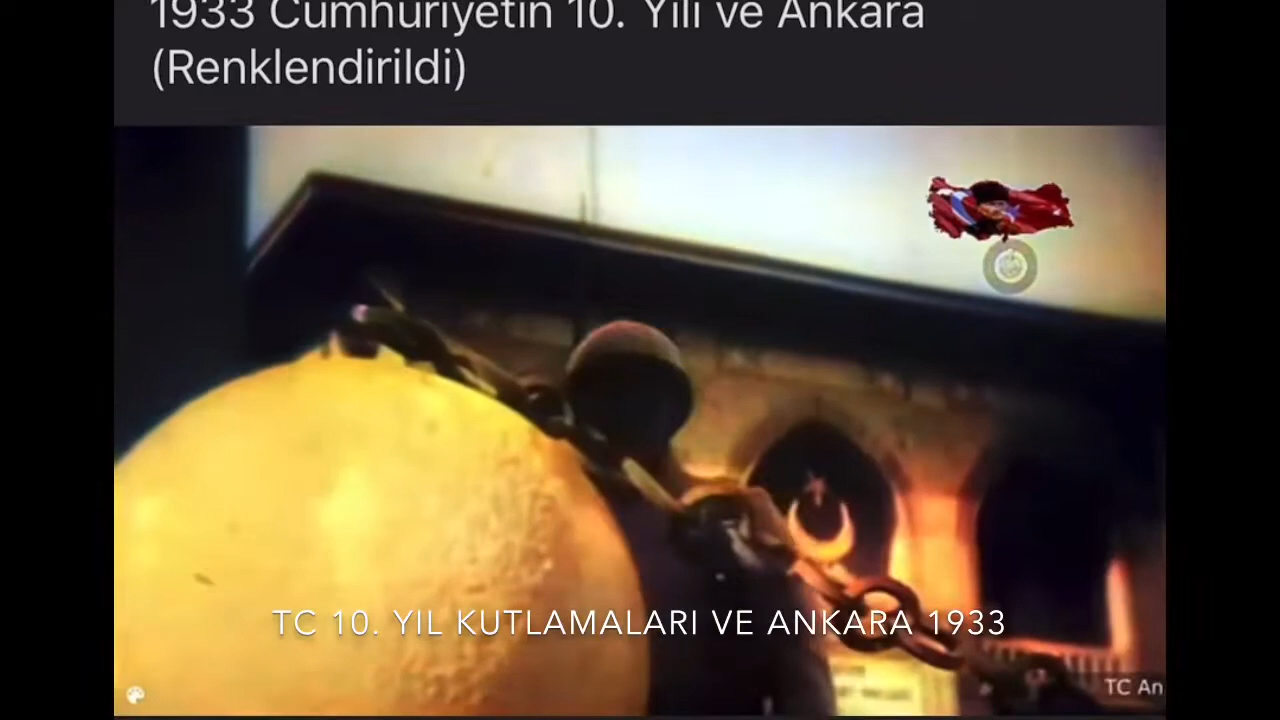 1933 Cumhuriyetin 10. Yılı ve Ankara
(Renklendirildi)
TC 10. YIL KUTLAMALARI VE ANKARA 1933
TC An